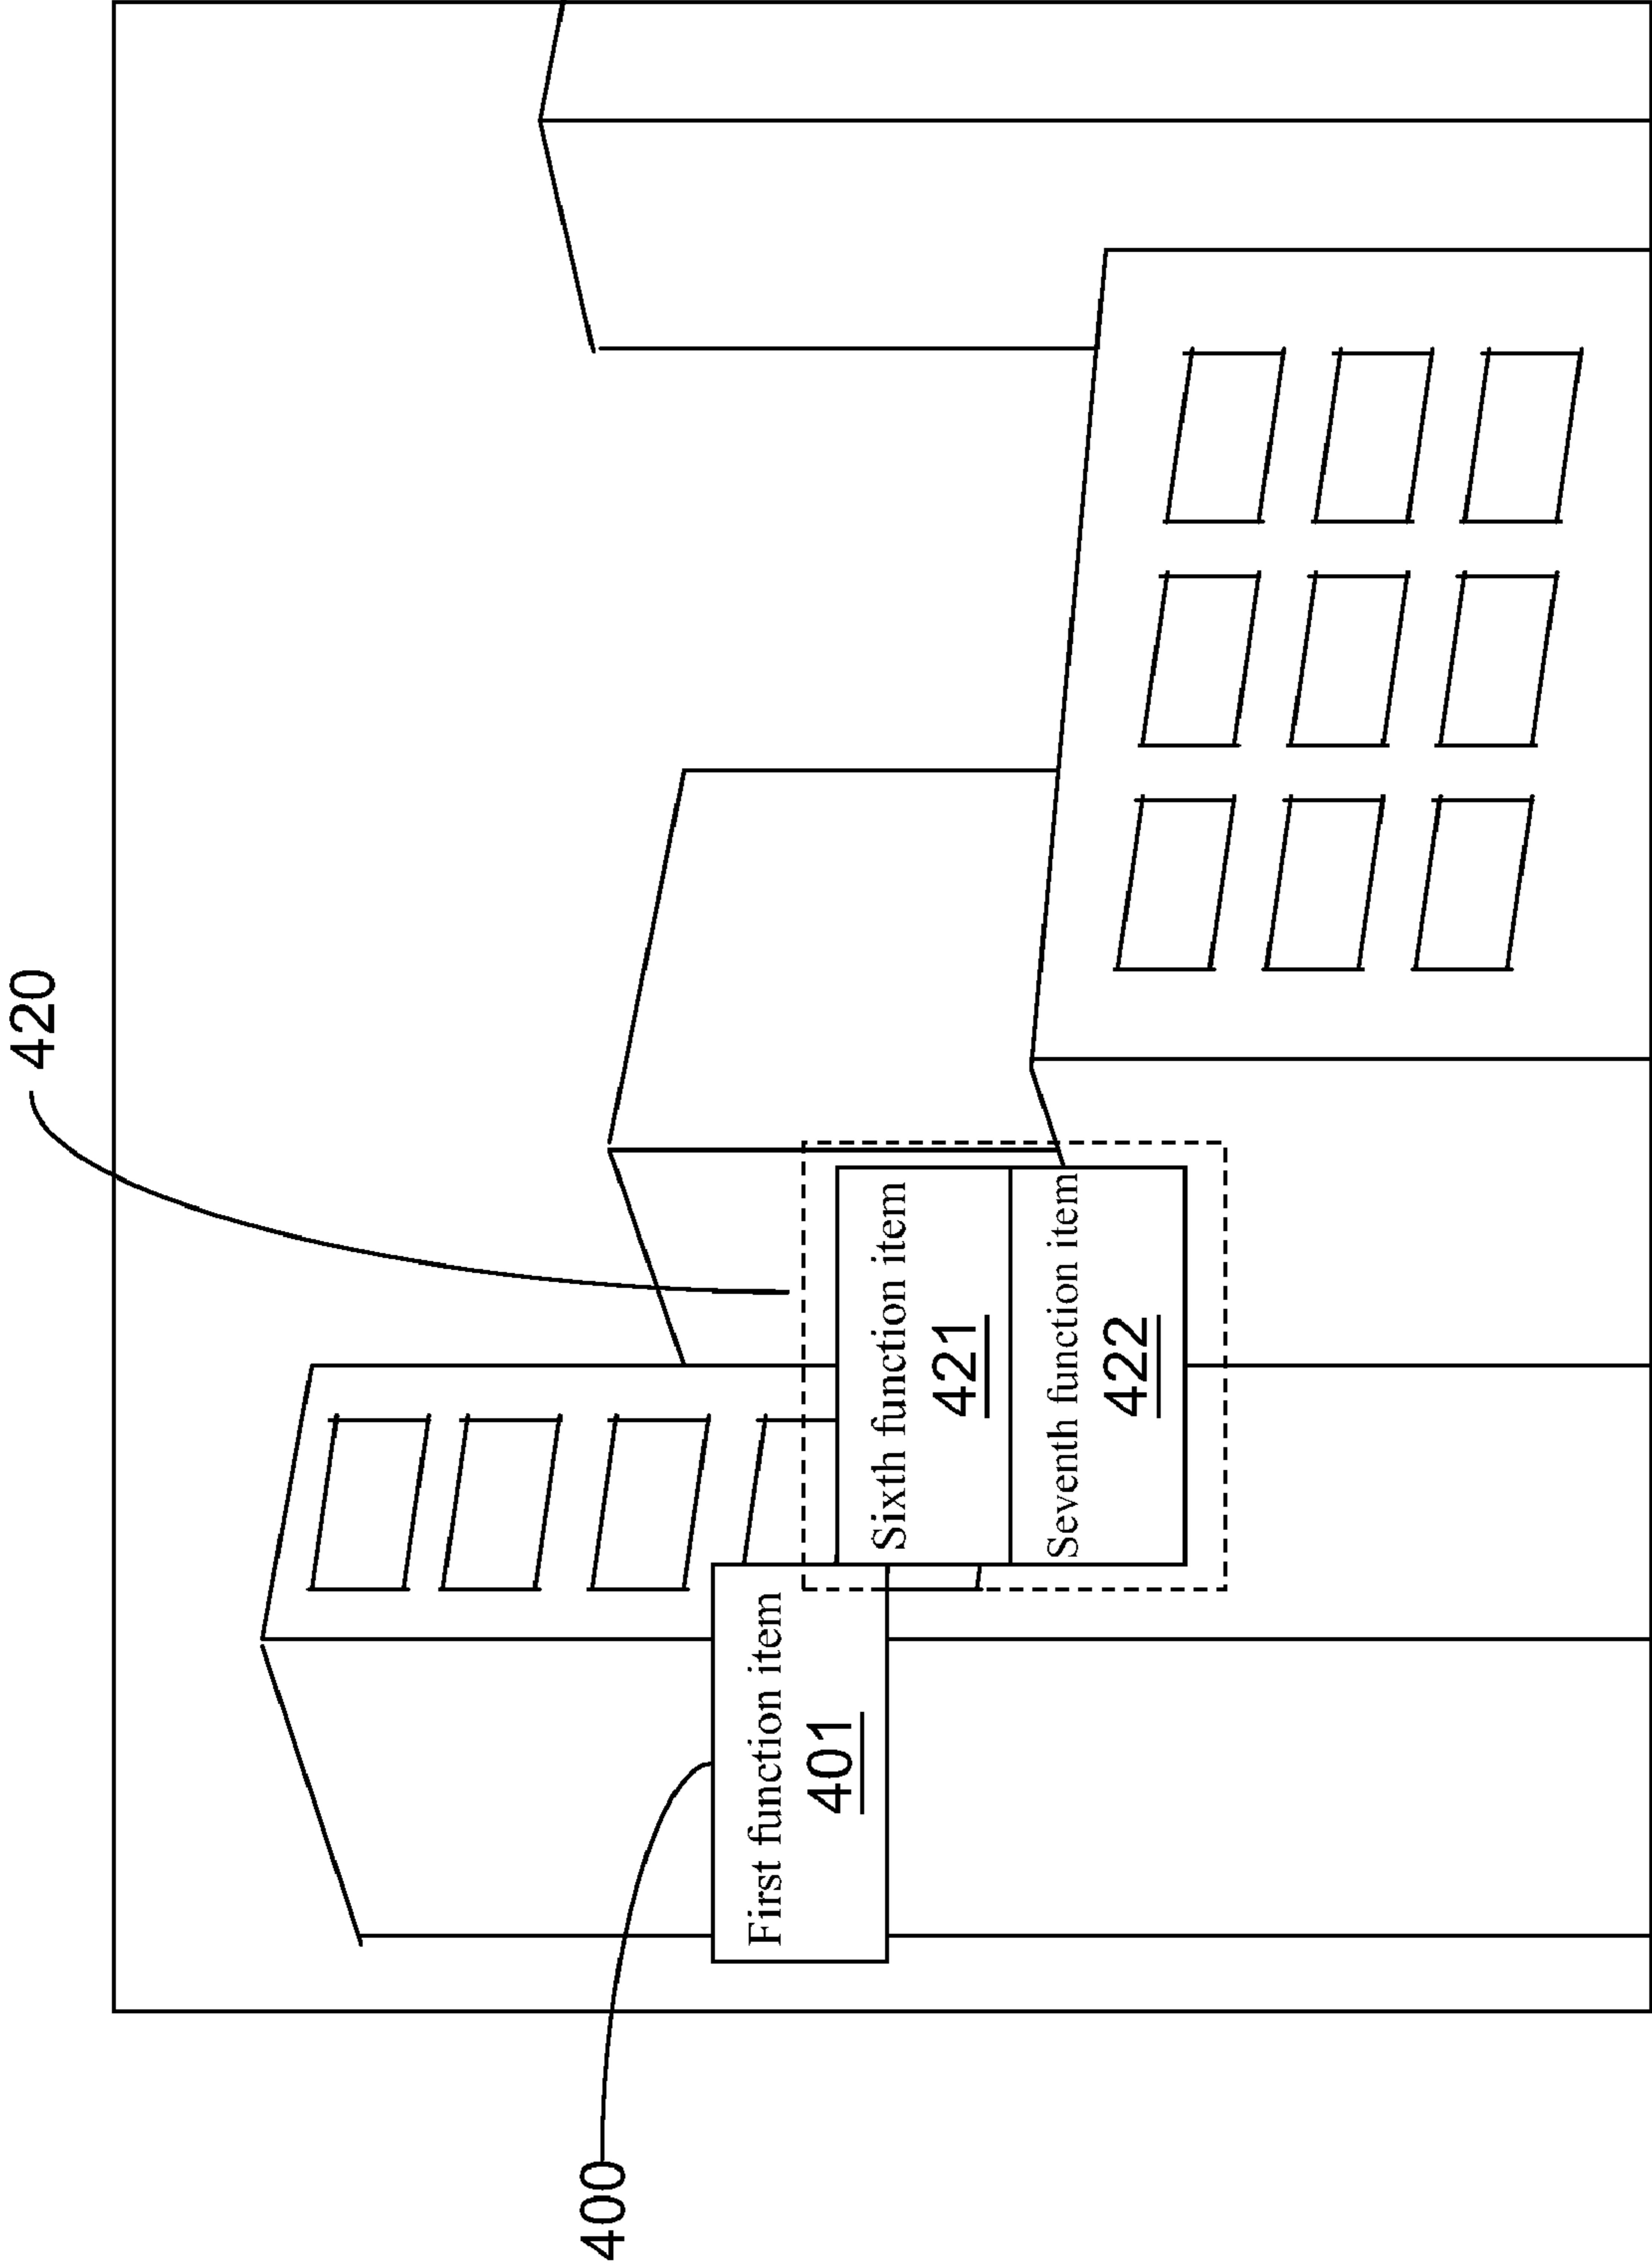 420
400
First function item
401
Sixth function item
421
Seventh function item
422